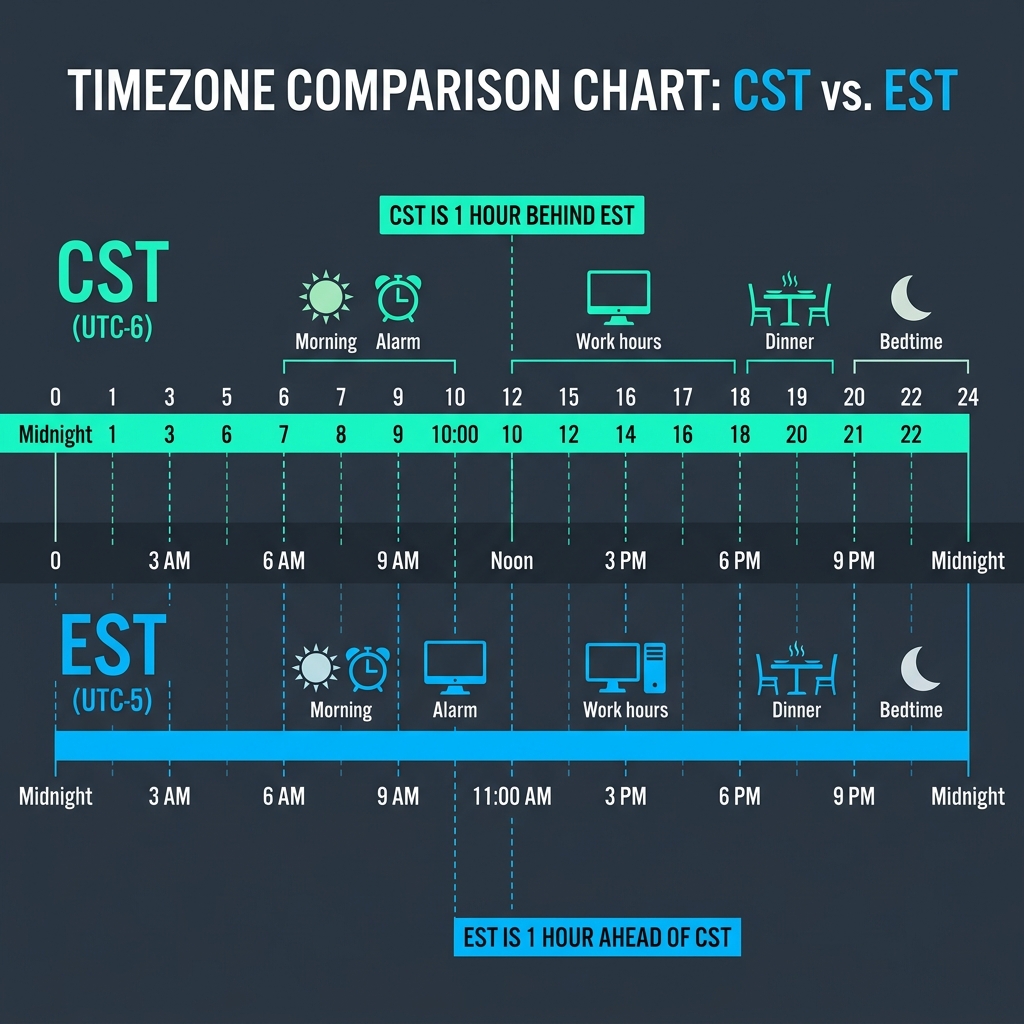 TIMEZONE COMPARISON CHART: CST vs. EST
CST IS 1 HOUR BEHIND EST
CST
(UTC-6)
Morning Alarm Work hours Dinner Bedtime
0 1 3 5 6 7 9 10 12 15 16 17 18 19 20 22 24
Midnight 1 3 6 7 8 9 10:00 10 12 14 16 18 20 21 22
0 3 AM 6 AM 9 AM Noon 3 PM 6 PM 9 PM Midnight
EST
(UTC-5)
Morning Alarm Work hours Dinner Bedtime
Midnight 3 AM 6 AM 9 AM 11:00 AM 3 PM 6 PM 9 PM Midnight
EST IS 1 HOUR AHEAD OF CST